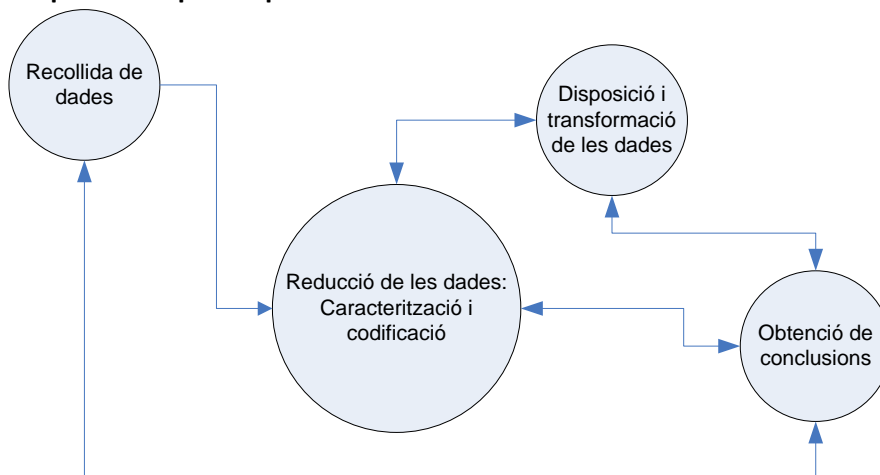 Recollida de
dades
Disposició i
transformació
de les dades
Reducció de les dades:
Caracterització i
codificació
Obtenció de
conclusions